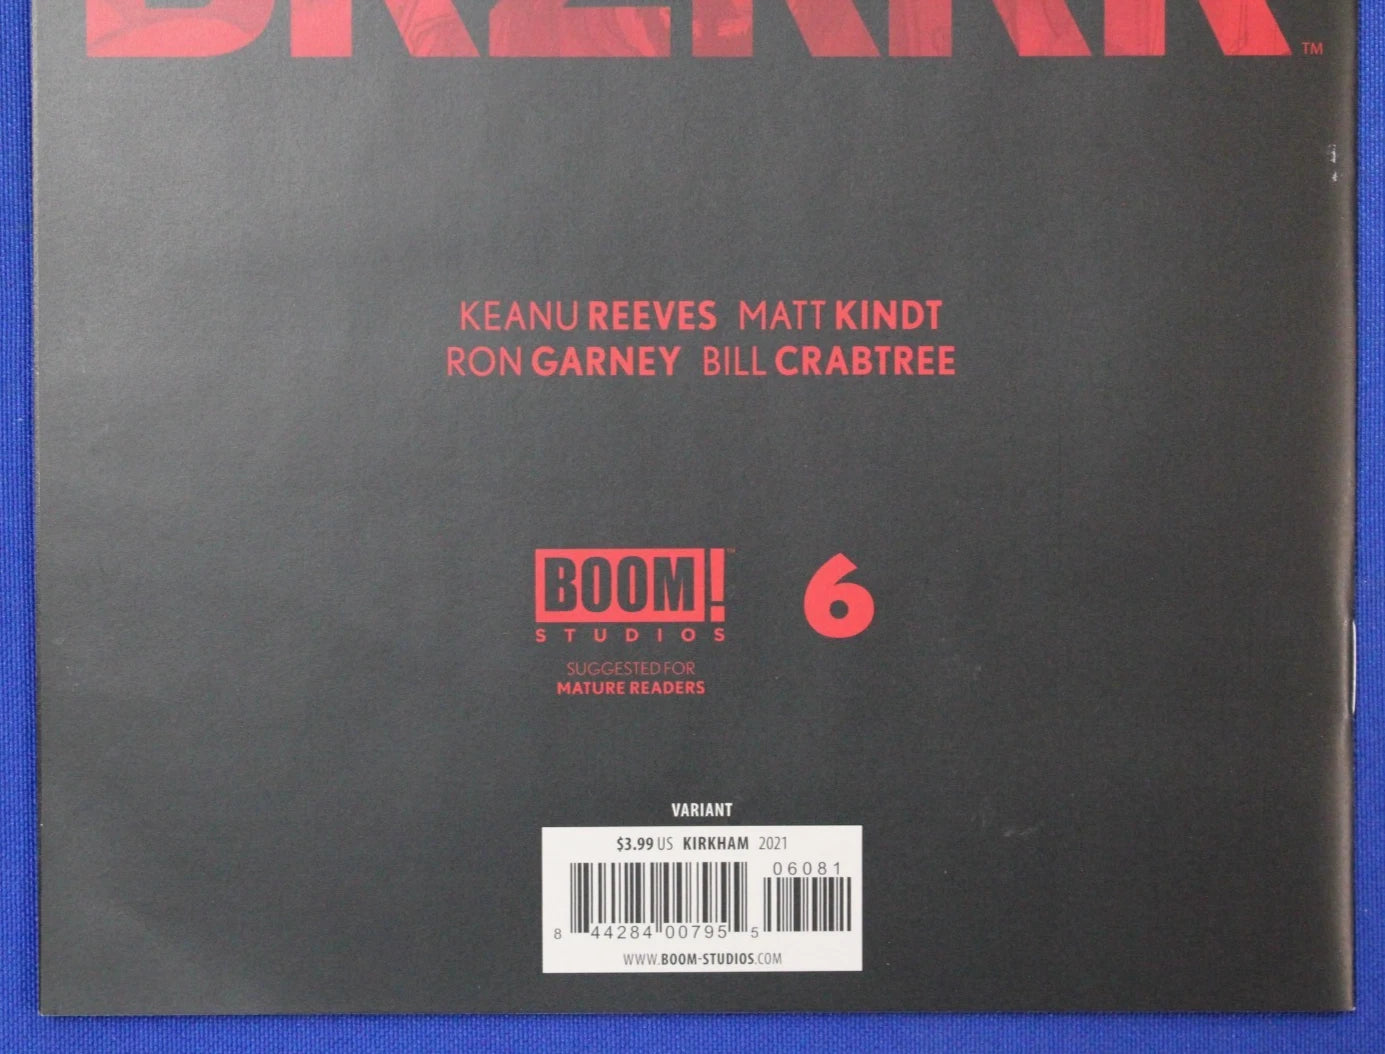 BRZRKR™
KEANU REEVES MATT KINDT
RON GARNEY BILL CRABTREE
BOOM!™ 6
STUDIOS
SUGGESTED FOR
MATURE READERS
VARIANT
$3.99 US KIRKHAM 2021
06081
8 44284 00795 5
WWW.BOOM-STUDIOS.COM